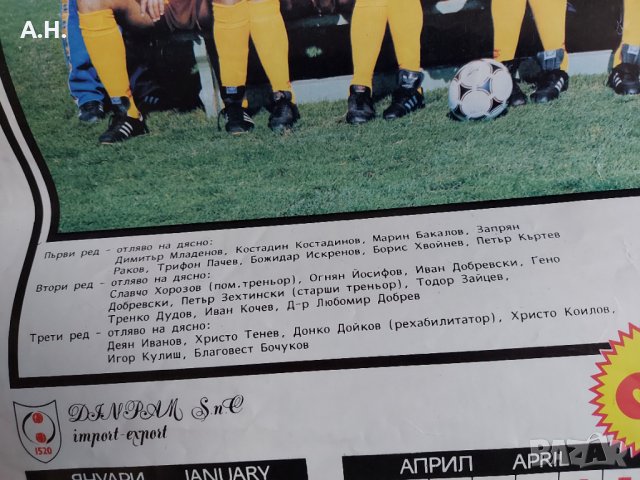 А.Н.
Първи ред - отляво на дясно:
Димитър Младенов, Костадин Костадинов, Марин Бакалов, Запрян
Раков, Трифон Пачев, Божидар Искренов, Борис Хвойнев, Петър Къртев
Втори ред - отляво на дясно:
Славчо Хорозов (пом.треньор), Огнян Йосифов, Иван Добревски, Гено
Добревски, Петър Зехтински (старши треньор), Тодор Зайцев,
Тренко Дудов, Иван Кочев, Д-р Любомир Добрев
Трети ред - отляво на дясно:
Деян Иванов, Христо Тенев, Донко Дойков (рехабилитатор), Христо Коилов,
Игор Кулиш, Благовест Бочуков
1520
DINPAM S.nC
import-export
ЯНУАРИ JANUARY
АПРИЛ APRIL
BAZAR